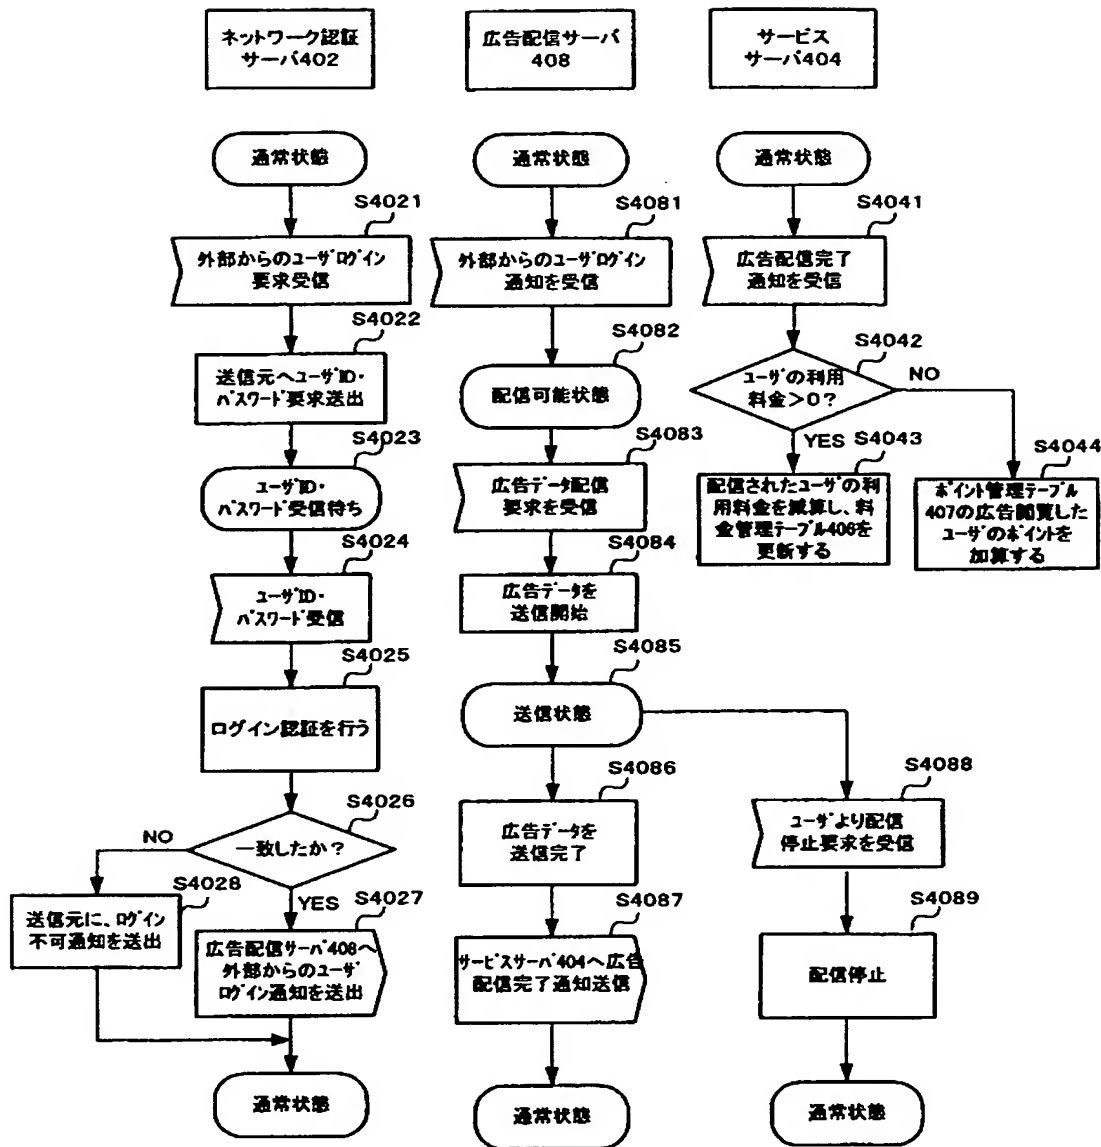 ネットワーク認証
サーバ402
通常状態
S4021
外部からのユーザログイン
要求受信
S4022
送信元へユーザID・
パスワード要求送出
S4023
ユーザID・
パスワード受信待ち
S4024
ユーザID・
パスワード受信
S4025
ログイン認証を行う
S4026
一致したか？
NO
YES
S4028
送信元に、ログイン
不可通知を送出
S4027
広告配信サーバ408へ
外部からのユーザ
ログイン通知を送出
通常状態
広告配信サーバ
408
通常状態
S4081
外部からのユーザログイン
通知を受信
S4082
配信可能状態
S4083
広告データ配信
要求を受信
S4084
広告データを
送信開始
S4085
送信状態
S4086
広告データを
送信完了
S4087
サービスサーバ404へ広告
配信完了通知送信
通常状態
S4088
ユーザより配信
停止要求を受信
S4089
配信停止
通常状態
サービス
サーバ404
通常状態
S4041
広告配信完了
通知を受信
S4042
ユーザの利用
料金＞0？
NO
YES
S4043
配信されたユーザの利
用料金を減算し、料
金管理テーブル406を
更新する
S4044
ポイント管理テーブル
407の広告閲覧した
ユーザのポイントを
加算する